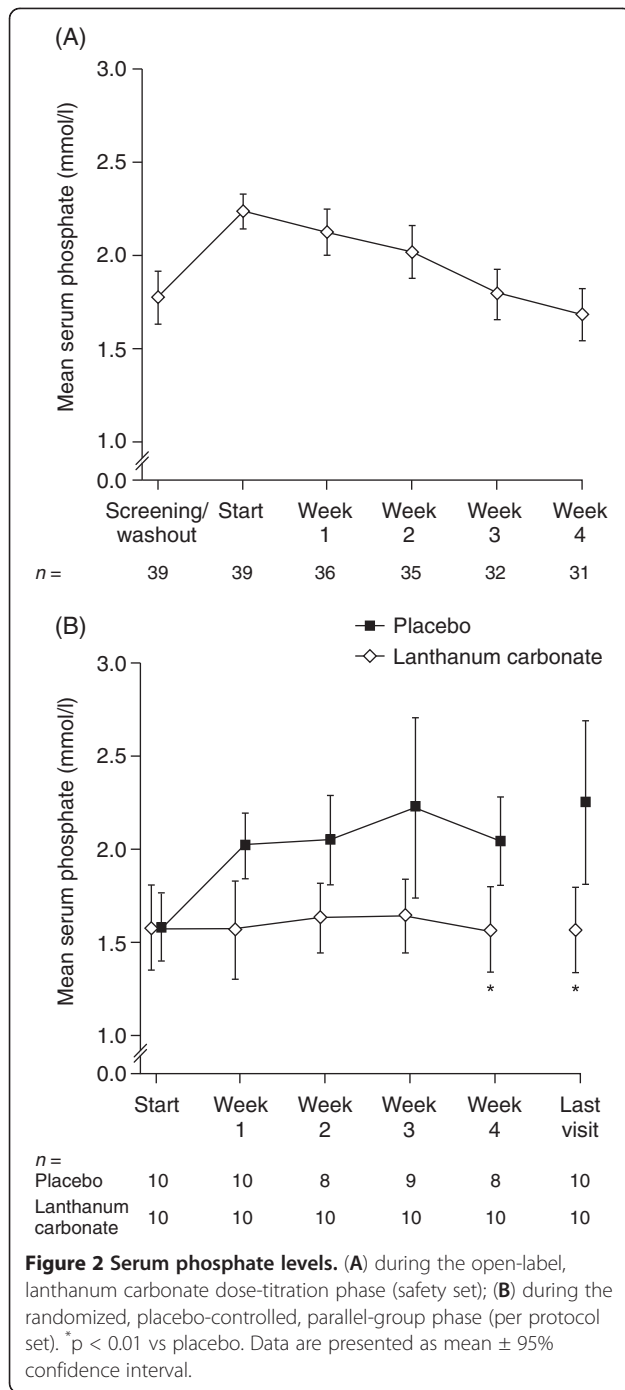 (A)
Mean serum phosphate (mmol/l)
3.0
2.5
2.0
1.5
1.0
0.0
Screening/ Start Week Week Week Week
washout 1 2 3 4
n = 39 39 36 35 32 31
(B)
Placebo
Lanthanum carbonate
Mean serum phosphate (mmol/l)
3.0
2.5
2.0
1.5
1.0
0.0
* *
Start Week Week Week Week Last
1 2 3 4 visit
n =
Placebo 10 10 8 9 8 10
Lanthanum
carbonate 10 10 10 10 10 10
Figure 2 Serum phosphate levels. (A) during the open-label,
lanthanum carbonate dose-titration phase (safety set); (B) during the
randomized, placebo-controlled, parallel-group phase (per protocol
set). *p < 0.01 vs placebo. Data are presented as mean ± 95%
confidence interval.